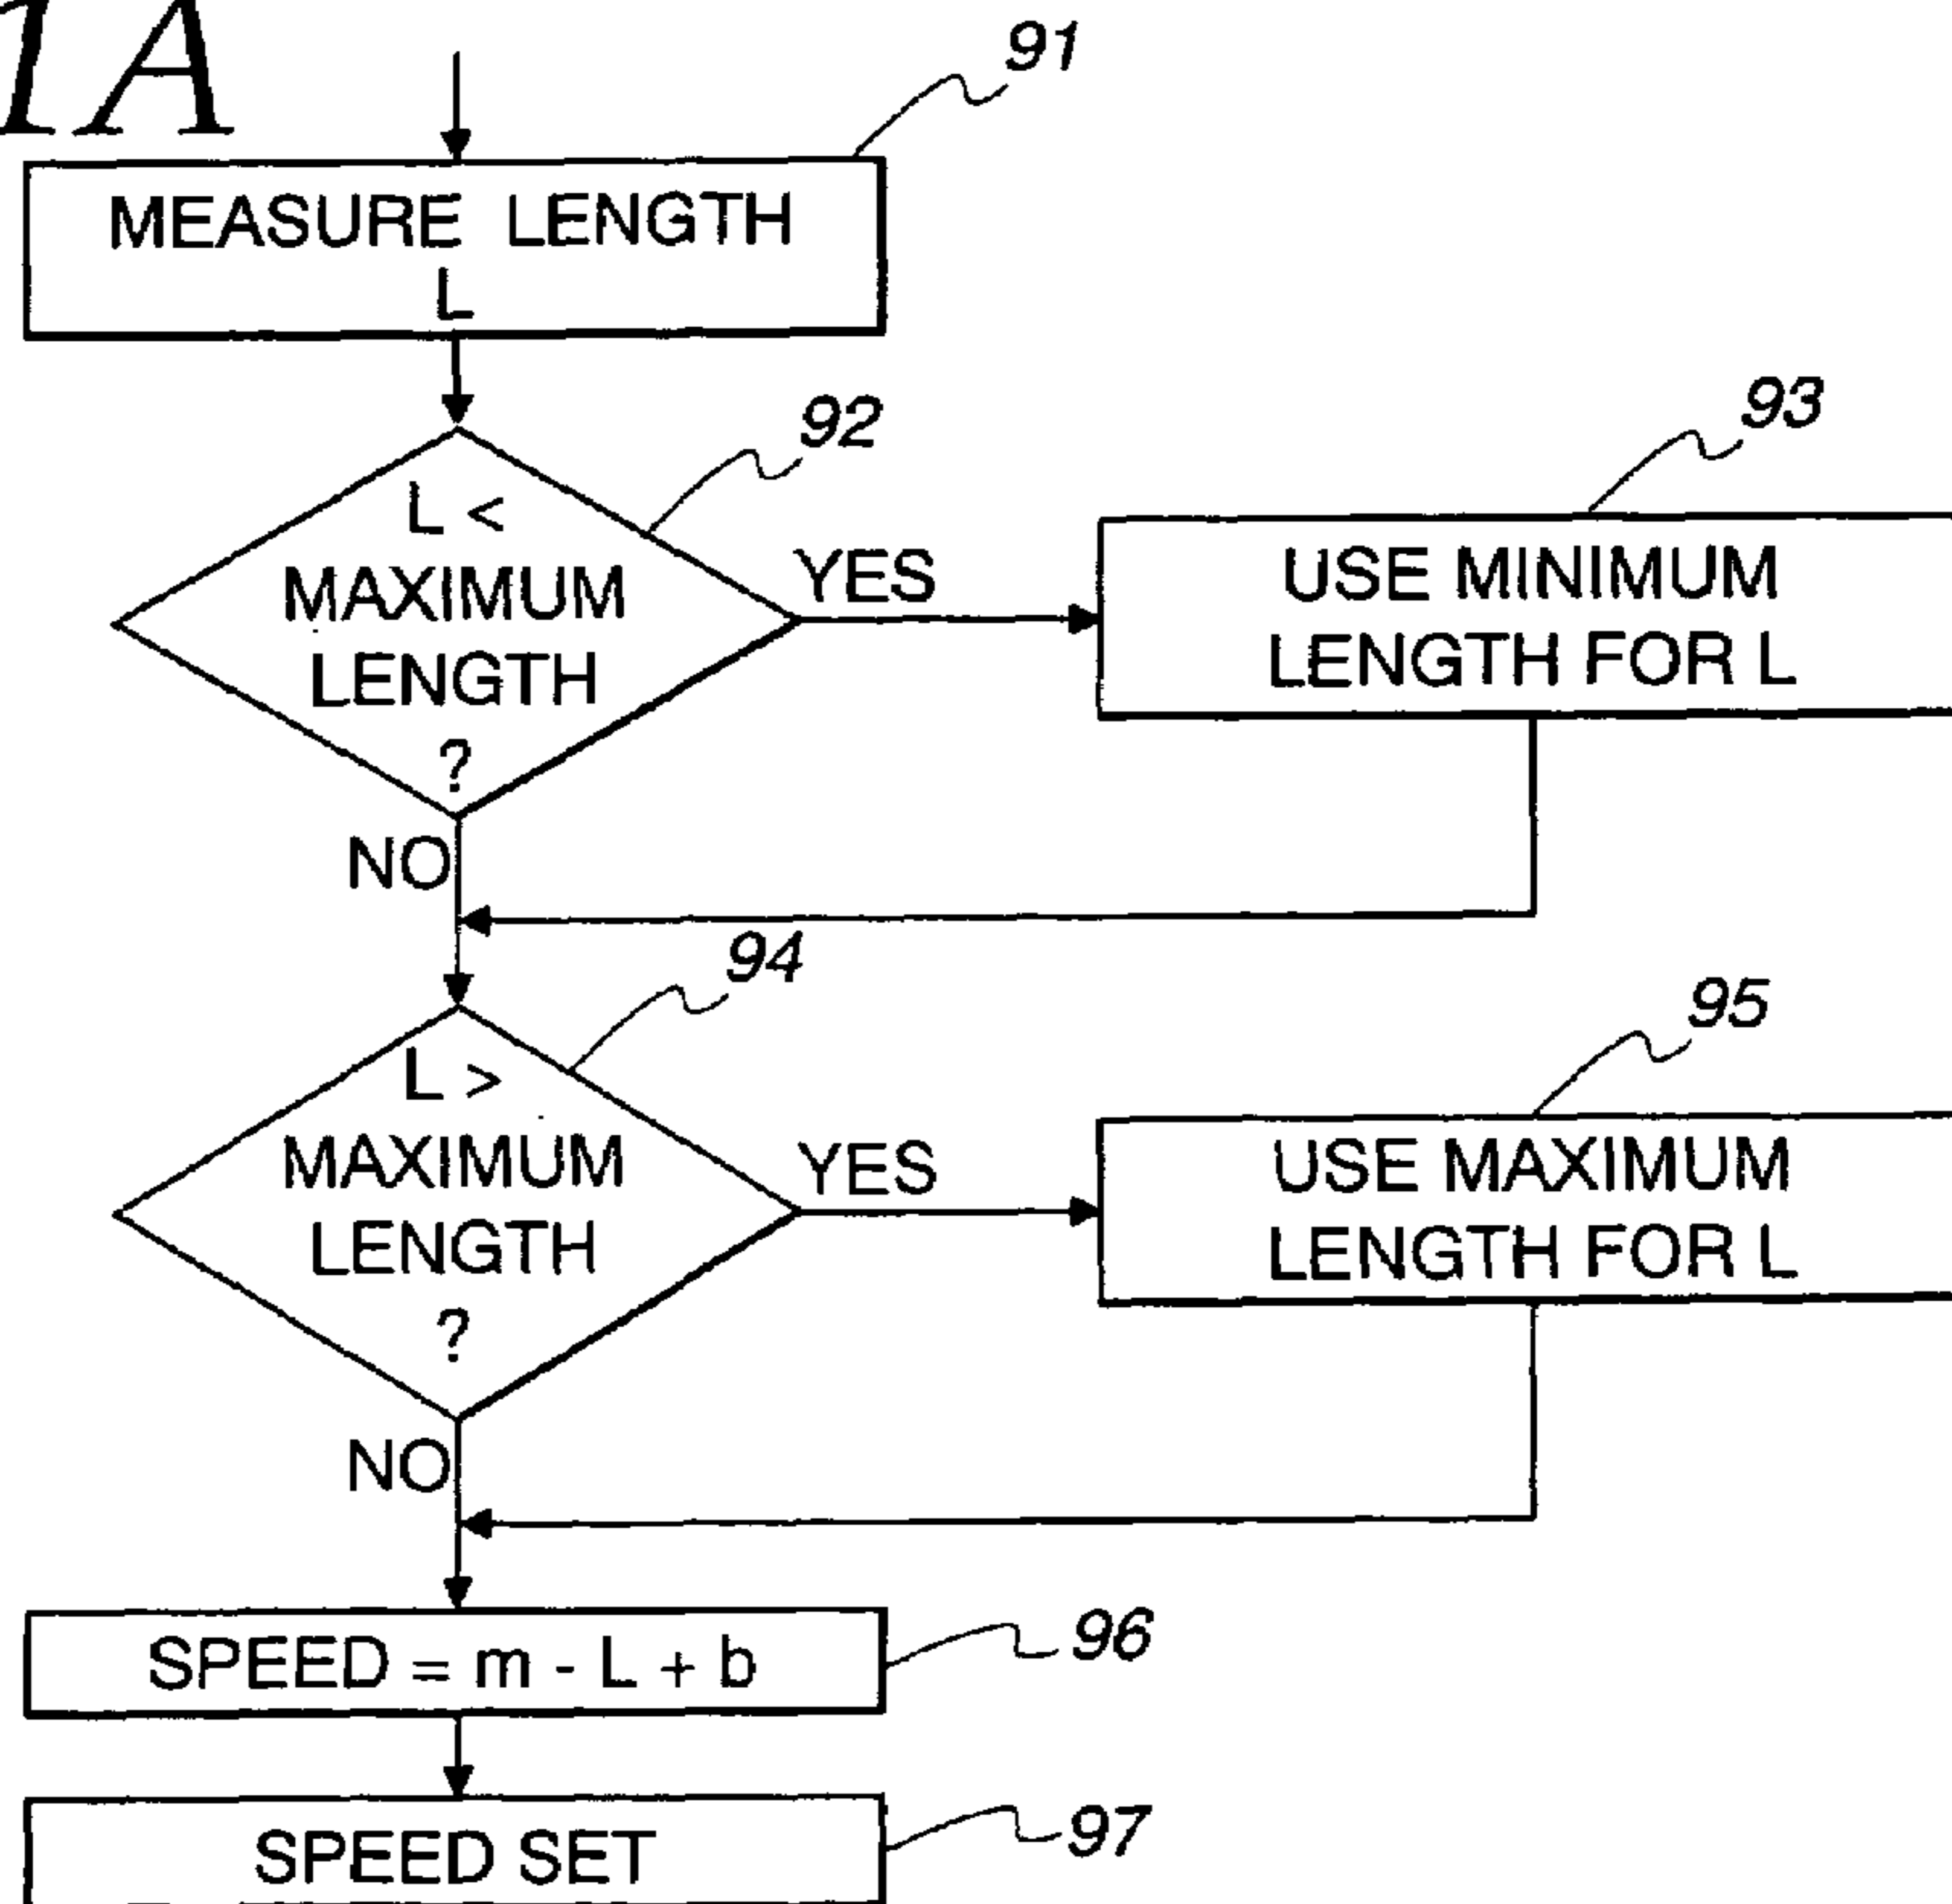 1A
91
MEASURE LENGTH
L
92
L <
MAXIMUM
LENGTH
?
YES
NO
93
USE MINIMUM
LENGTH FOR L
94
L >
MAXIMUM
LENGTH
?
YES
NO
95
USE MAXIMUM
LENGTH FOR L
SPEED = m - L + b
96
SPEED SET
97